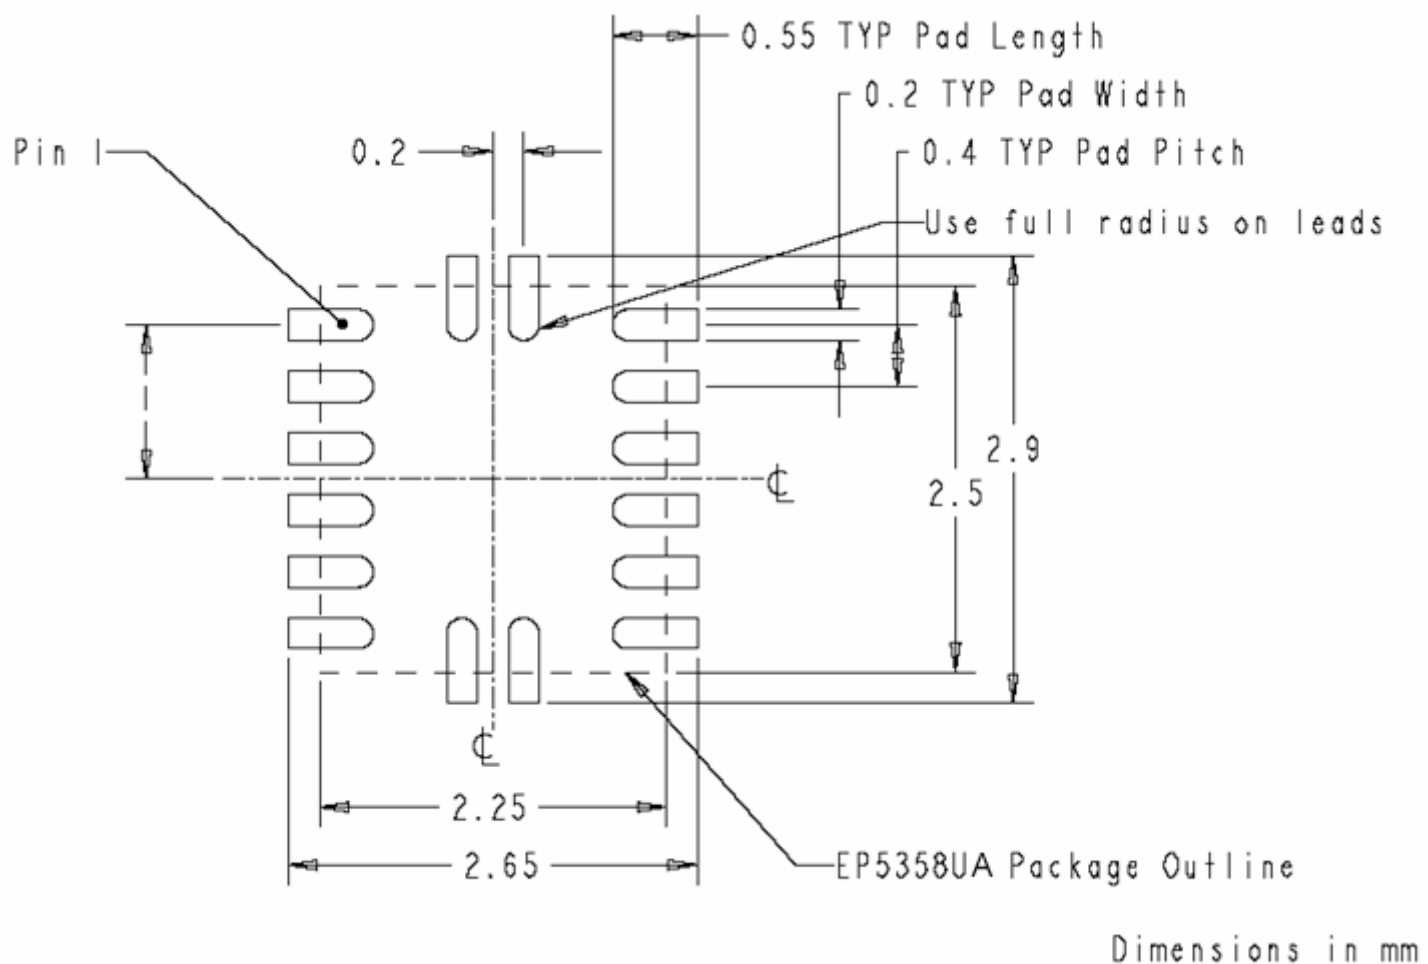 0.55 TYP Pad Length
0.2 TYP Pad Width
Pin 1
0.2
0.4 TYP Pad Pitch
Use full radius on leads
2.9
2.5
℄
℄
2.25
2.65
EP5358UA Package Outline
Dimensions in mm